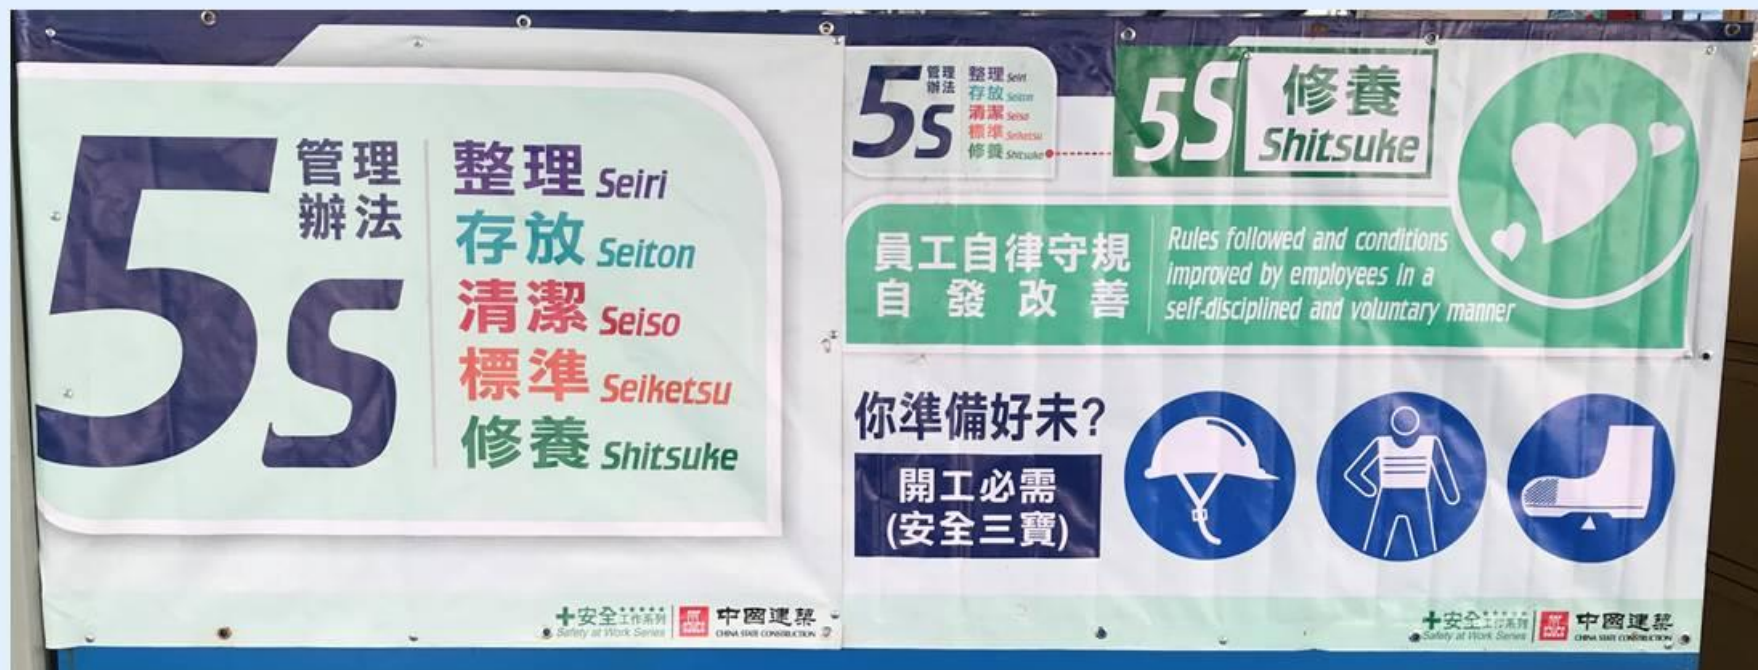 5S
管理
辦法
整理 Seiri
存放 Seiton
清潔 Seiso
標準 Seiketsu
修養 Shitsuke
+安全工作系列
Safety at Work Series
中國建築
CHINA STATE CONSTRUCTION
5S
管理
辦法
整理 Seiri
存放 Seiton
清潔 Seiso
標準 Seiketsu
修養 Shitsuke
5S
修養
Shitsuke
員工自律守規
自發改善
Rules followed and conditions
improved by employees in a
self-disciplined and voluntary manner
你準備好未?
開工必需
(安全三寶)
+安全工作系列
Safety at Work Series
中國建築
CHINA STATE CONSTRUCTION